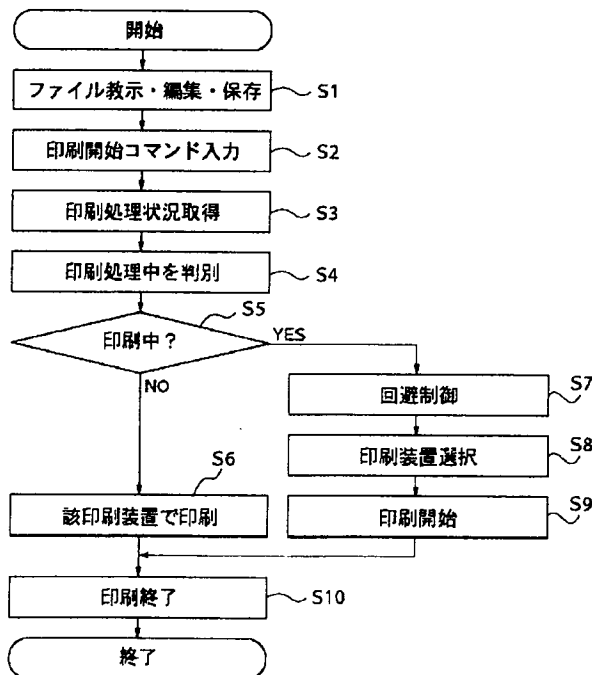 開始
ファイル教示・編集・保存 S1
印刷開始コマンド入力 S2
印刷処理状況取得 S3
印刷処理中を判別 S4
S5
印刷中？ YES
NO
回避制御 S7
印刷装置選択 S8
S6
該印刷装置で印刷
印刷開始 S9
印刷終了 S10
終了